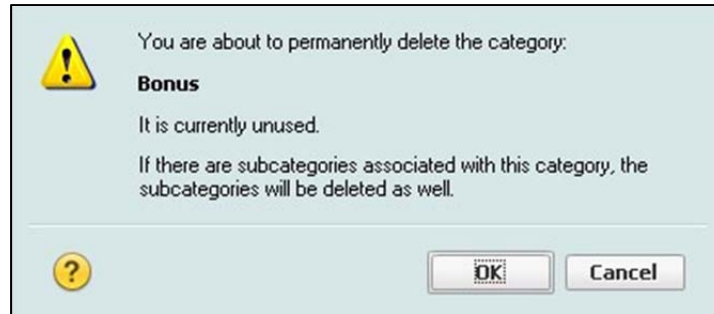 You are about to permanently delete the category:
Bonus
It is currently unused.
If there are subcategories associated with this category, the
subcategories will be deleted as well.
?
OK
Cancel